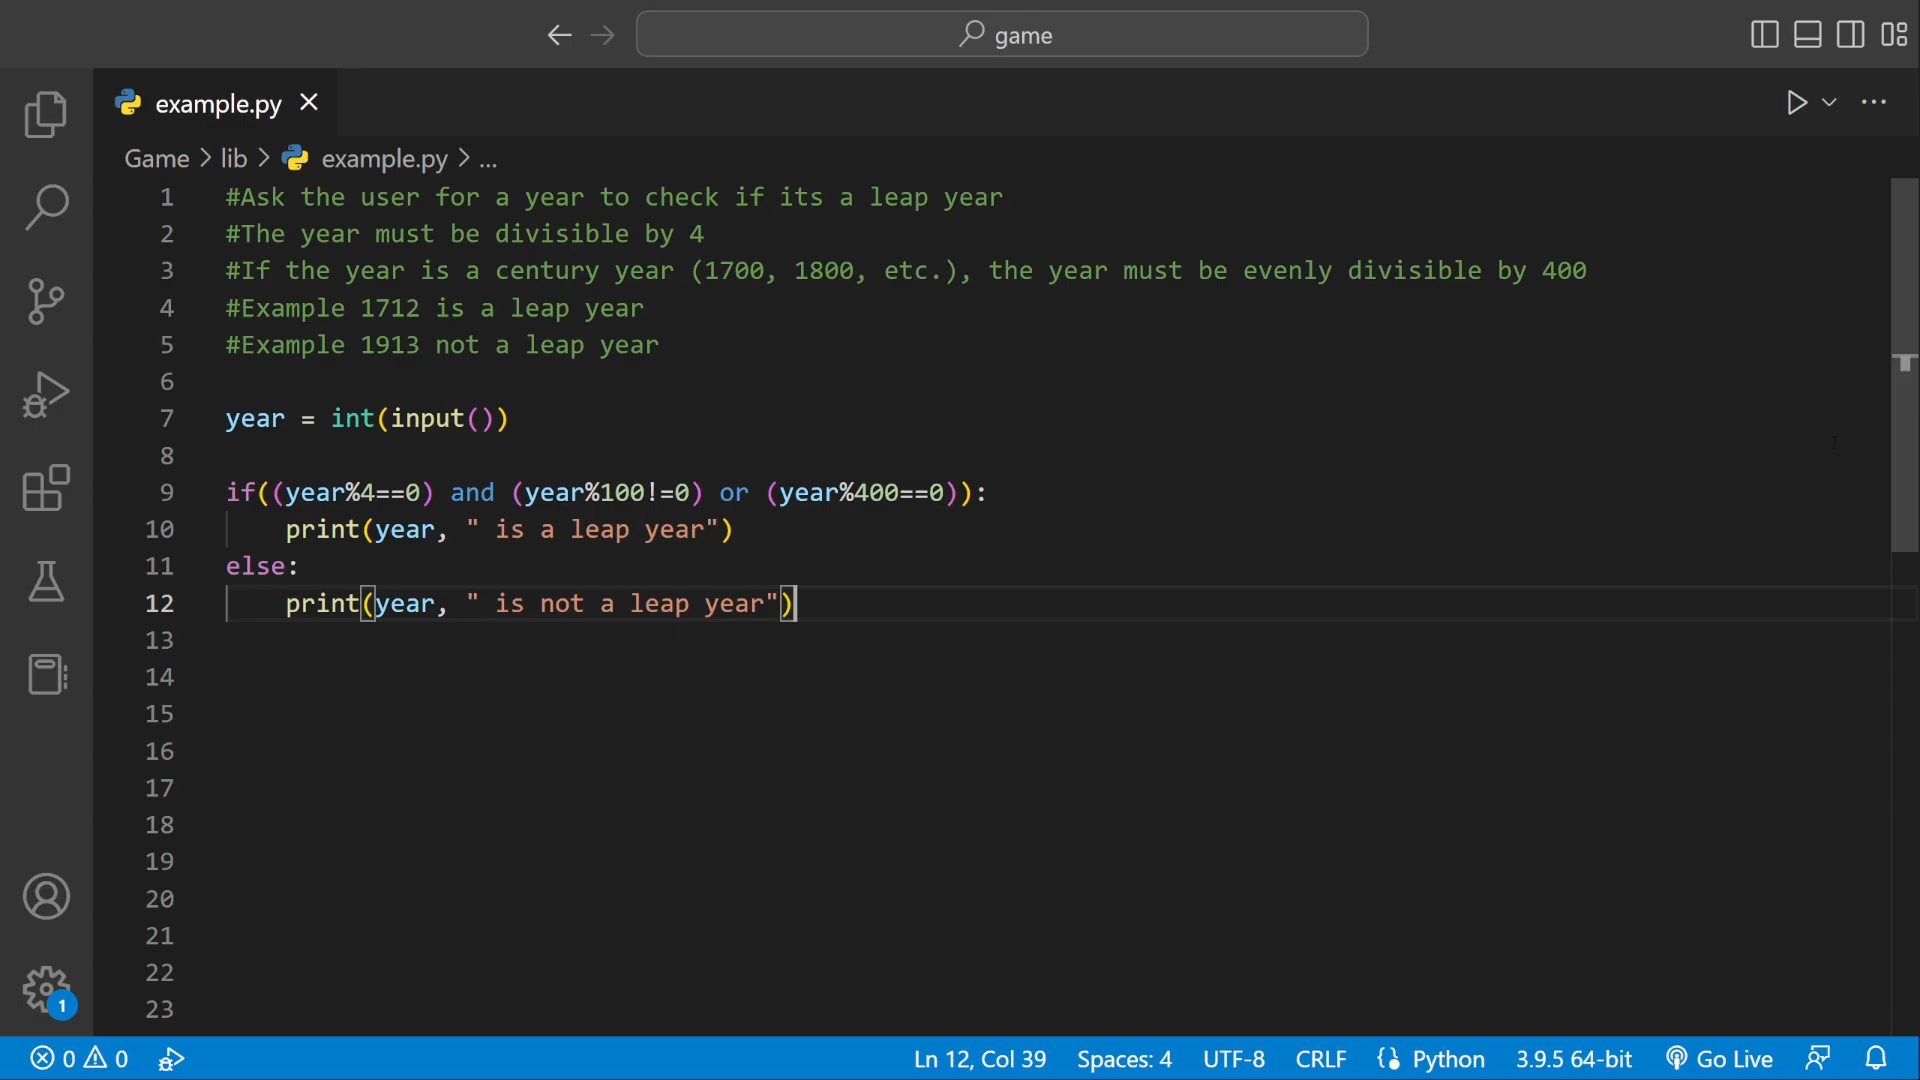 game
example.py
Game > lib > example.py > ...
1 #Ask the user for a year to check if its a leap year
2 #The year must be divisible by 4
3 #If the year is a century year (1700, 1800, etc.), the year must be evenly divisible by 400
4 #Example 1712 is a leap year
5 #Example 1913 not a leap year
6
7 year = int(input())
8
9 if((year%4==0) and (year%100!=0) or (year%400==0)):
10     print(year, " is a leap year")
11 else:
12     print(year, " is not a leap year")
13
14
15
16
17
18
19
20
21
22
23
1
0 0 Ln 12, Col 39 Spaces: 4 UTF-8 CRLF Python 3.9.5 64-bit Go Live